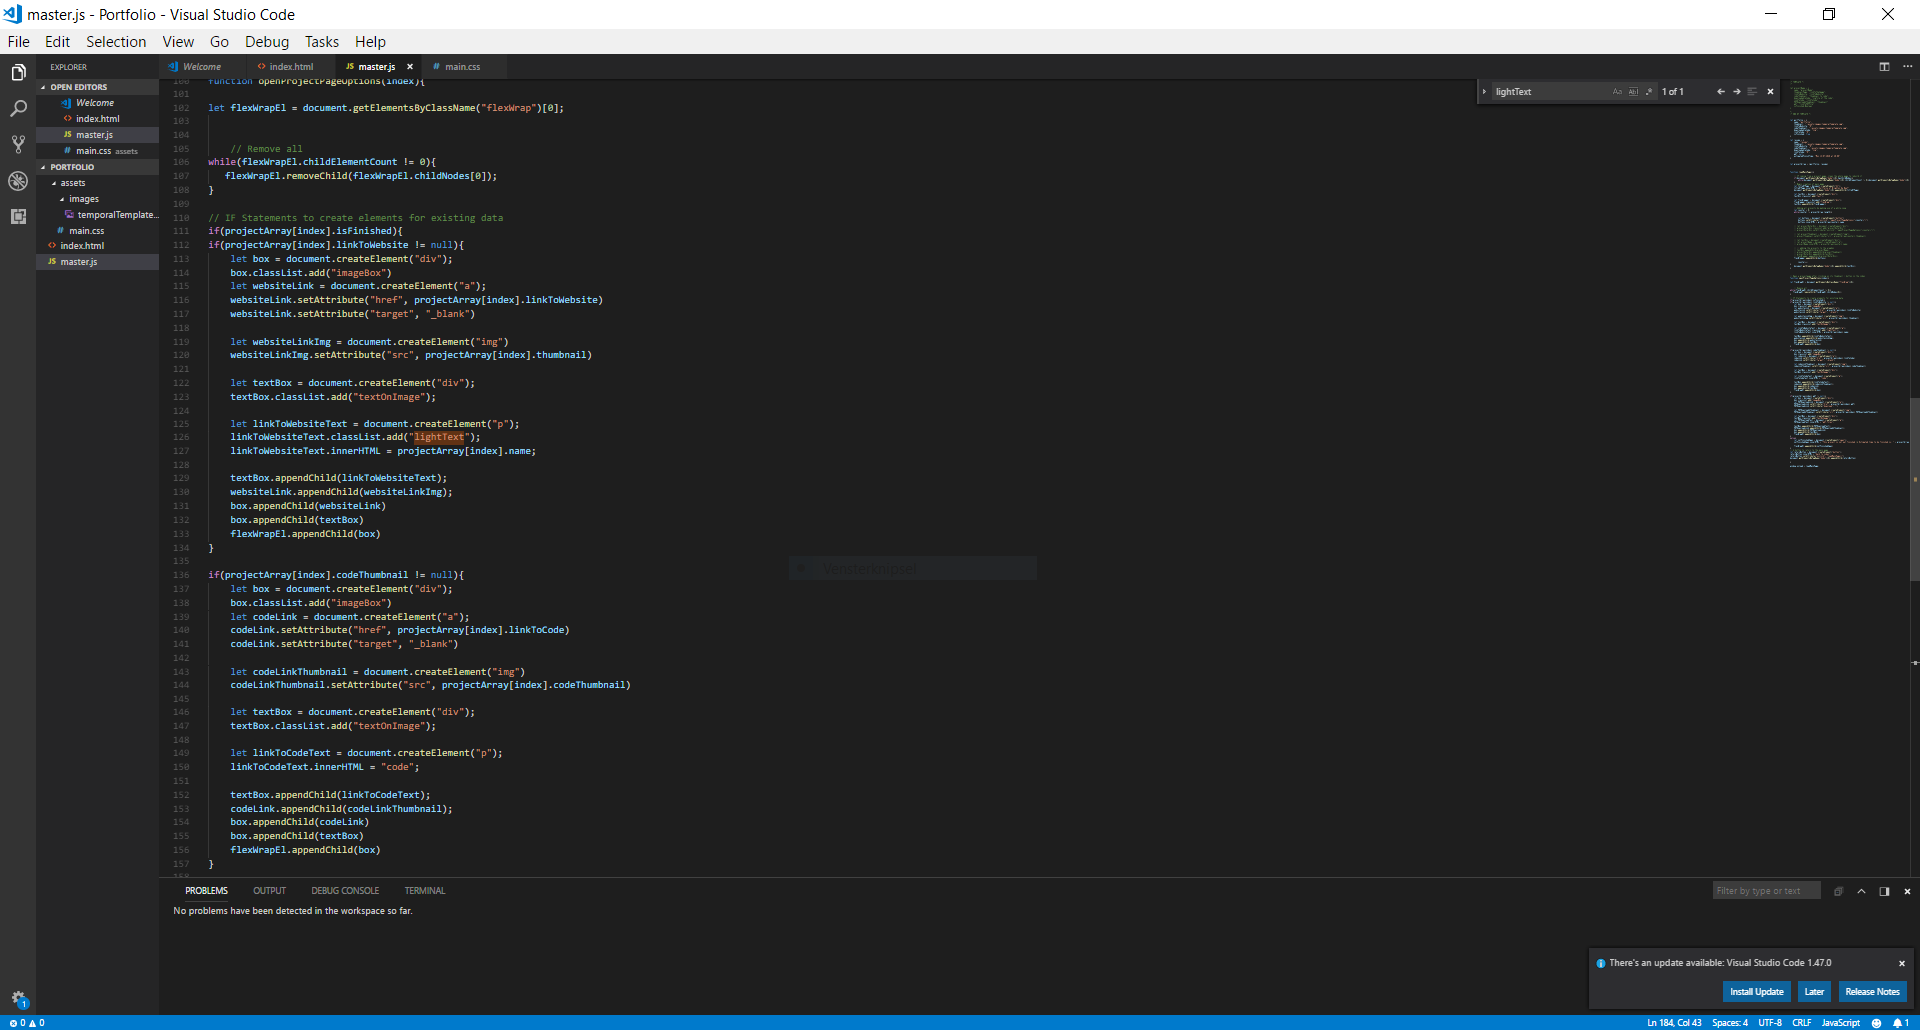 master.js - Portfolio - Visual Studio Code
File Edit Selection View Go Debug Tasks Help
EXPLORER
OPEN EDITORS
Welcome
index.html
master.js
main.css assets
PORTFOLIO
assets
images
temporalTemplate...
main.css
index.html
master.js
Welcome index.html master.js main.css
lightText 1 of 1
100 function openProjectPageOptions(index){
101
102 let flexWrapEl = document.getElementsByClassName("flexWrap")[0];
103
104
105 // Remove all
106 while(flexWrapEl.childElementCount != 0){
107 flexWrapEl.removeChild(flexWrapEl.childNodes[0]);
108 }
109
110 // IF Statements to create elements for existing data
111 if(projectArray[index].isFinished){
112 if(projectArray[index].linkToWebsite != null){
113 let box = document.createElement("div");
114 box.classList.add("imageBox")
115 let websiteLink = document.createElement("a");
116 websiteLink.setAttribute("href", projectArray[index].linkToWebsite)
117 websiteLink.setAttribute("target", "_blank")
118
119 let websiteLinkImg = document.createElement("img")
120 websiteLinkImg.setAttribute("src", projectArray[index].thumbnail)
121
122 let textBox = document.createElement("div");
123 textBox.classList.add("textOnImage");
124
125 let linkToWebsiteText = document.createElement("p");
126 linkToWebsiteText.classList.add("lightText");
127 linkToWebsiteText.innerHTML = projectArray[index].name;
128
129 textBox.appendChild(linkToWebsiteText);
130 websiteLink.appendChild(websiteLinkImg);
131 box.appendChild(websiteLink)
132 box.appendChild(textBox)
133 flexWrapEl.appendChild(box)
134 }
135
136 if(projectArray[index].codeThumbnail != null){
137 let box = document.createElement("div");
138 box.classList.add("imageBox")
139 let codeLink = document.createElement("a");
140 codeLink.setAttribute("href", projectArray[index].linkToCode)
141 codeLink.setAttribute("target", "_blank")
142
143 let codeLinkThumbnail = document.createElement("img")
144 codeLinkThumbnail.setAttribute("src", projectArray[index].codeThumbnail)
145
146 let textBox = document.createElement("div");
147 textBox.classList.add("textOnImage");
148
149 let linkToCodeText = document.createElement("p");
150 linkToCodeText.innerHTML = "code";
151
152 textBox.appendChild(linkToCodeText);
153 codeLink.appendChild(codeLinkThumbnail);
154 box.appendChild(codeLink)
155 box.appendChild(textBox)
156 flexWrapEl.appendChild(box)
157 }
158
Vensterknipsel
PROBLEMS OUTPUT DEBUG CONSOLE TERMINAL
Filter by type or text
No problems have been detected in the workspace so far.
There's an update available: Visual Studio Code 1.47.0
Install Update Later Release Notes
1
0 0
Ln 184, Col 43 Spaces: 4 UTF-8 CRLF JavaScript 1